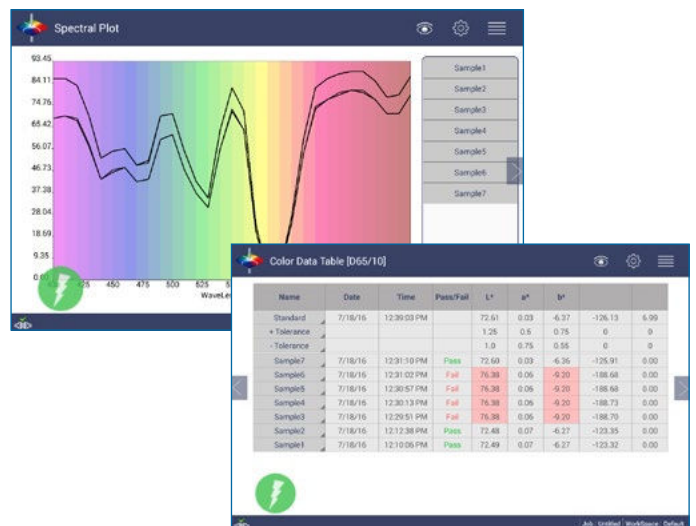 Spectral Plot
93.45
84.11
74.76
65.42
56.07
46.73
37.38
28.04
18.69
9.35
425 450 475 500 525
Sample1
Sample2
Sample3
Sample4
Sample5
Sample6
Sample7
Color Data Table [D65/10]
Name Date Time Pass/Fail L* a* b*
Standard 7/18/16 12:39:03 PM 72.61 0.03 -6.37 -126.13 6.99
+ Tolerance 1.25 0.5 0.75 0 0
- Tolerance 1.0 0.75 0.55 0 0
Sample7 7/18/16 12:31:10 PM Pass 72.60 0.03 -6.36 -125.91 0.00
Sample6 7/18/16 12:31:02 PM Fail 76.38 0.06 -9.20 -188.68 0.00
Sample5 7/18/16 12:30:57 PM Fail 76.38 0.06 -9.20 -188.68 0.00
Sample4 7/18/16 12:30:13 PM Fail 76.38 0.06 -9.20 -188.73 0.00
Sample3 7/18/16 12:29:51 PM Fail 76.38 0.06 -9.20 -188.70 0.00
Sample2 7/18/16 12:12:38 PM Pass 72.48 0.07 -6.27 -123.35 0.00
Sample1 7/18/16 12:10:06 PM Pass 72.49 0.07 -6.27 -123.32 0.00
Job : Untitled Workspace : Default